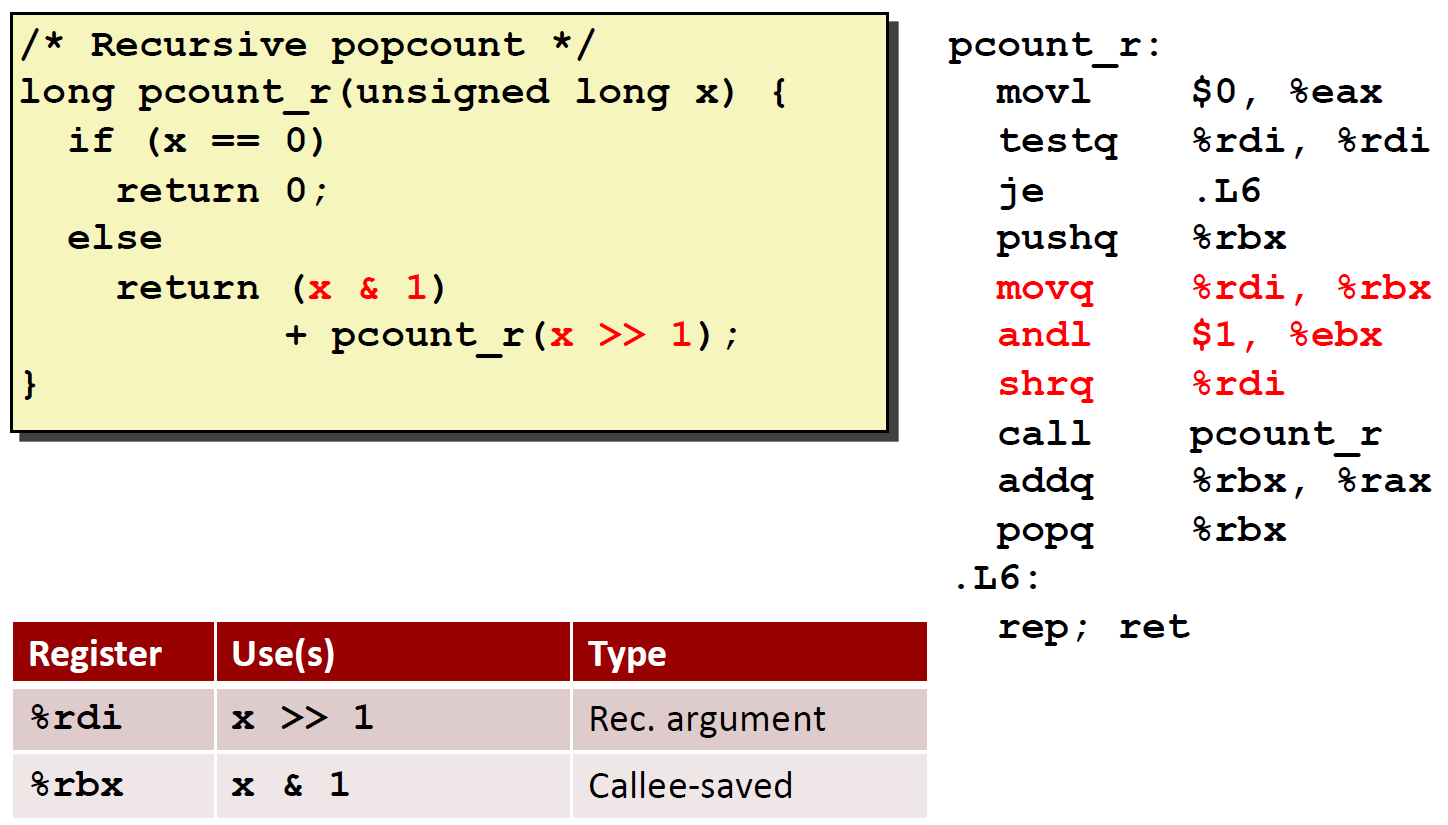 /* Recursive popcount */
long pcount_r(unsigned long x) {
  if (x == 0)
    return 0;
  else
    return (x & 1)
           + pcount_r(x >> 1);
}
pcount_r:
  movl    $0, %eax
  testq   %rdi, %rdi
  je      .L6
  pushq   %rbx
  movq    %rdi, %rbx
  andl    $1, %ebx
  shrq    %rdi
  call    pcount_r
  addq    %rbx, %rax
  popq    %rbx
.L6:
  rep; ret
Register Use(s) Type
%rdi x >> 1 Rec. argument
%rbx x & 1 Callee-saved